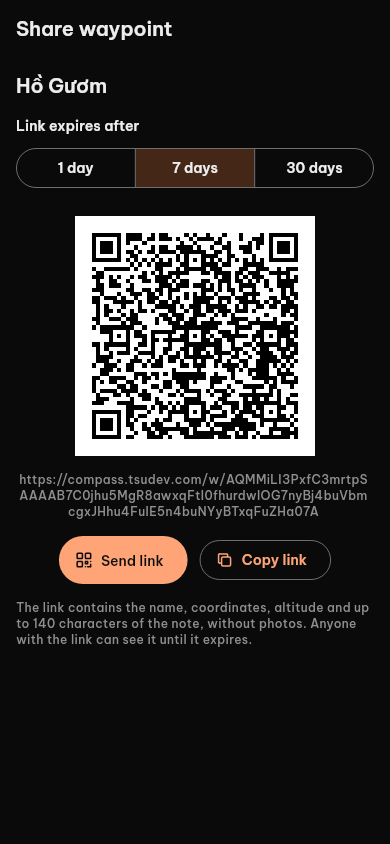 Share waypoint
Hồ Gươm
Link expires after
1 day
7 days
30 days
https://compass.tsudev.com/w/AQMMiLI3PxfC3mrtpS
AAAAB7C0jhu5MgR8awxqFtI0fhurdwIOG7nyBj4buVbm
cgxJHhu4FuIE5n4buNYyBTxqFuZHa07A
Send link
Copy link
The link contains the name, coordinates, altitude and up
to 140 characters of the note, without photos. Anyone
with the link can see it until it expires.